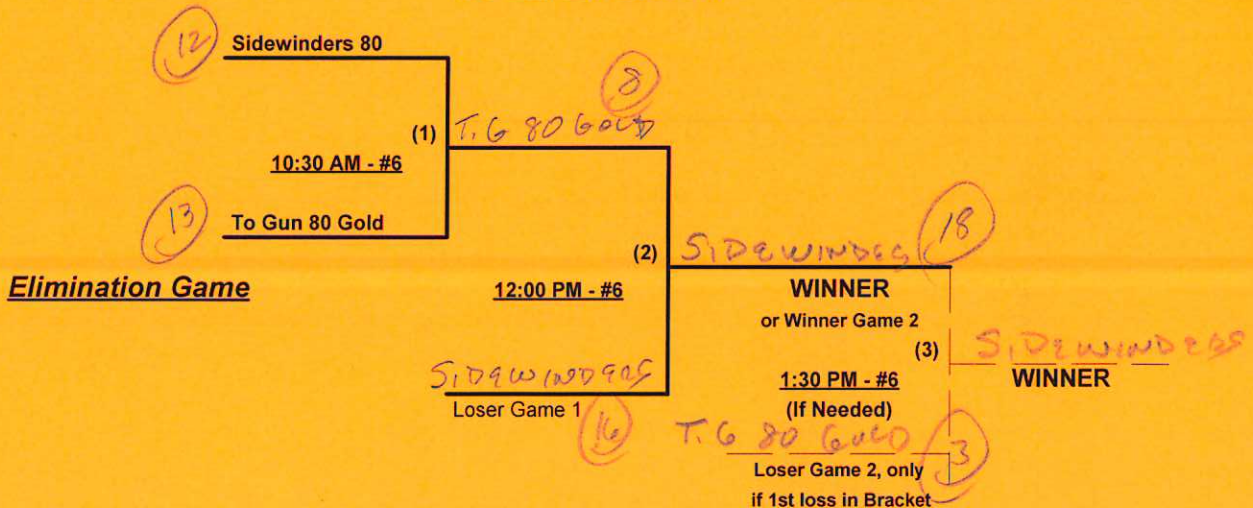 12
Sidewinders 80
8
(1) T.G 80 GOLD
10:30 AM - #6
13
To Gun 80 Gold
18
(2) SIDEWINDES
Elimination Game
12:00 PM - #6
WINNER
or Winner Game 2
(3) SIDEWINDERS
WINNER
SIDEWINDERS
1:30 PM - #6
Loser Game 1
(If Needed)
16
T.G 80 GOLD
3
Loser Game 2, only
if 1st loss in Bracket